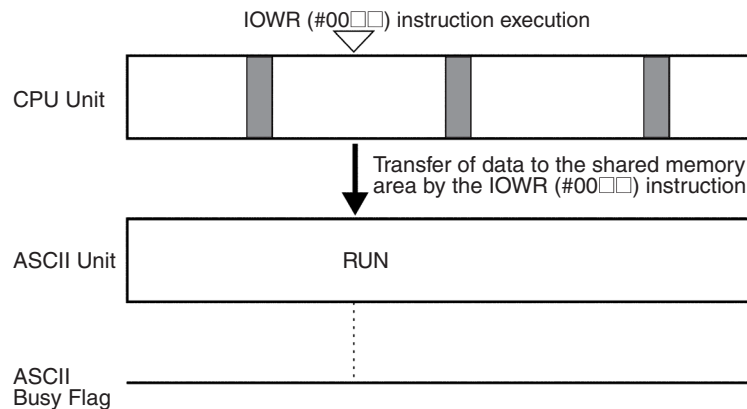 IOWR (#00□□) instruction execution
CPU Unit
Transfer of data to the shared memory
area by the IOWR (#00□□) instruction
ASCII Unit
RUN
ASCII
Busy Flag